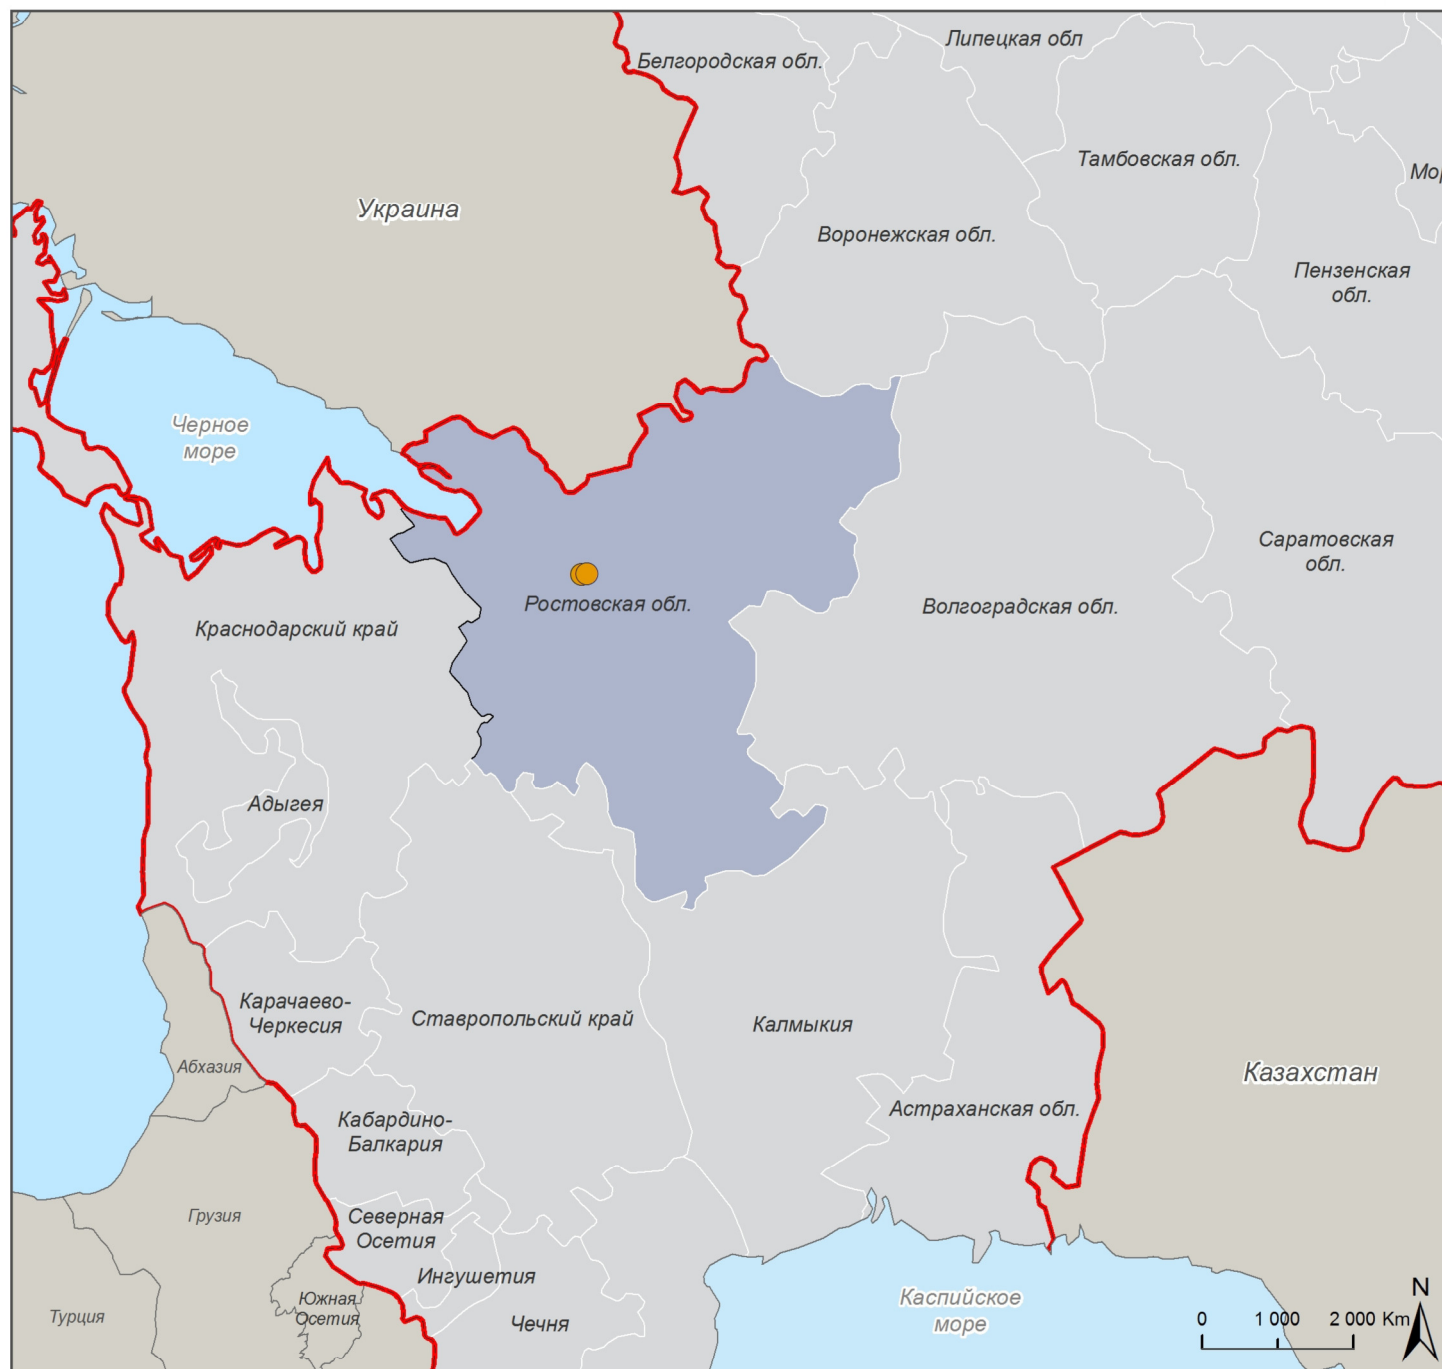 Липецкая обл
Белгородская обл.
Тамбовская обл.
Мор
Украина
Воронежская обл.
Пензенская
обл.
Черное
море
Саратовская
обл.
Ростовская обл.
Волгоградская обл.
Краснодарский край
Адыгея
Карачаево-
Черкесия
Ставропольский край
Калмыкия
Абхазия
Казахстан
Кабардино-
Балкария
Астраханская обл.
Грузия
Северная
Осетия
Ингушетия
Южная
Осетия
Турция
Чечня
Каспийское
море
N
0 1 000 2 000 Km